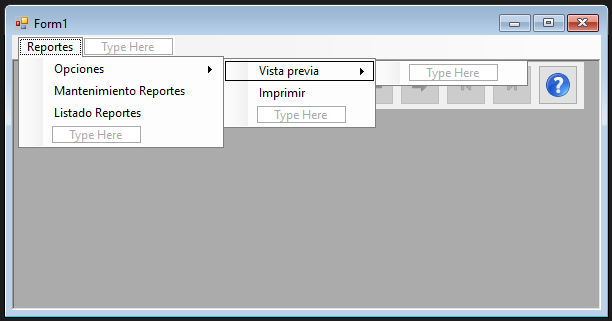 Form1
Reportes Type Here
Opciones Vista previa Type Here
Mantenimiento Reportes Imprimir
Listado Reportes Type Here
Type Here
?